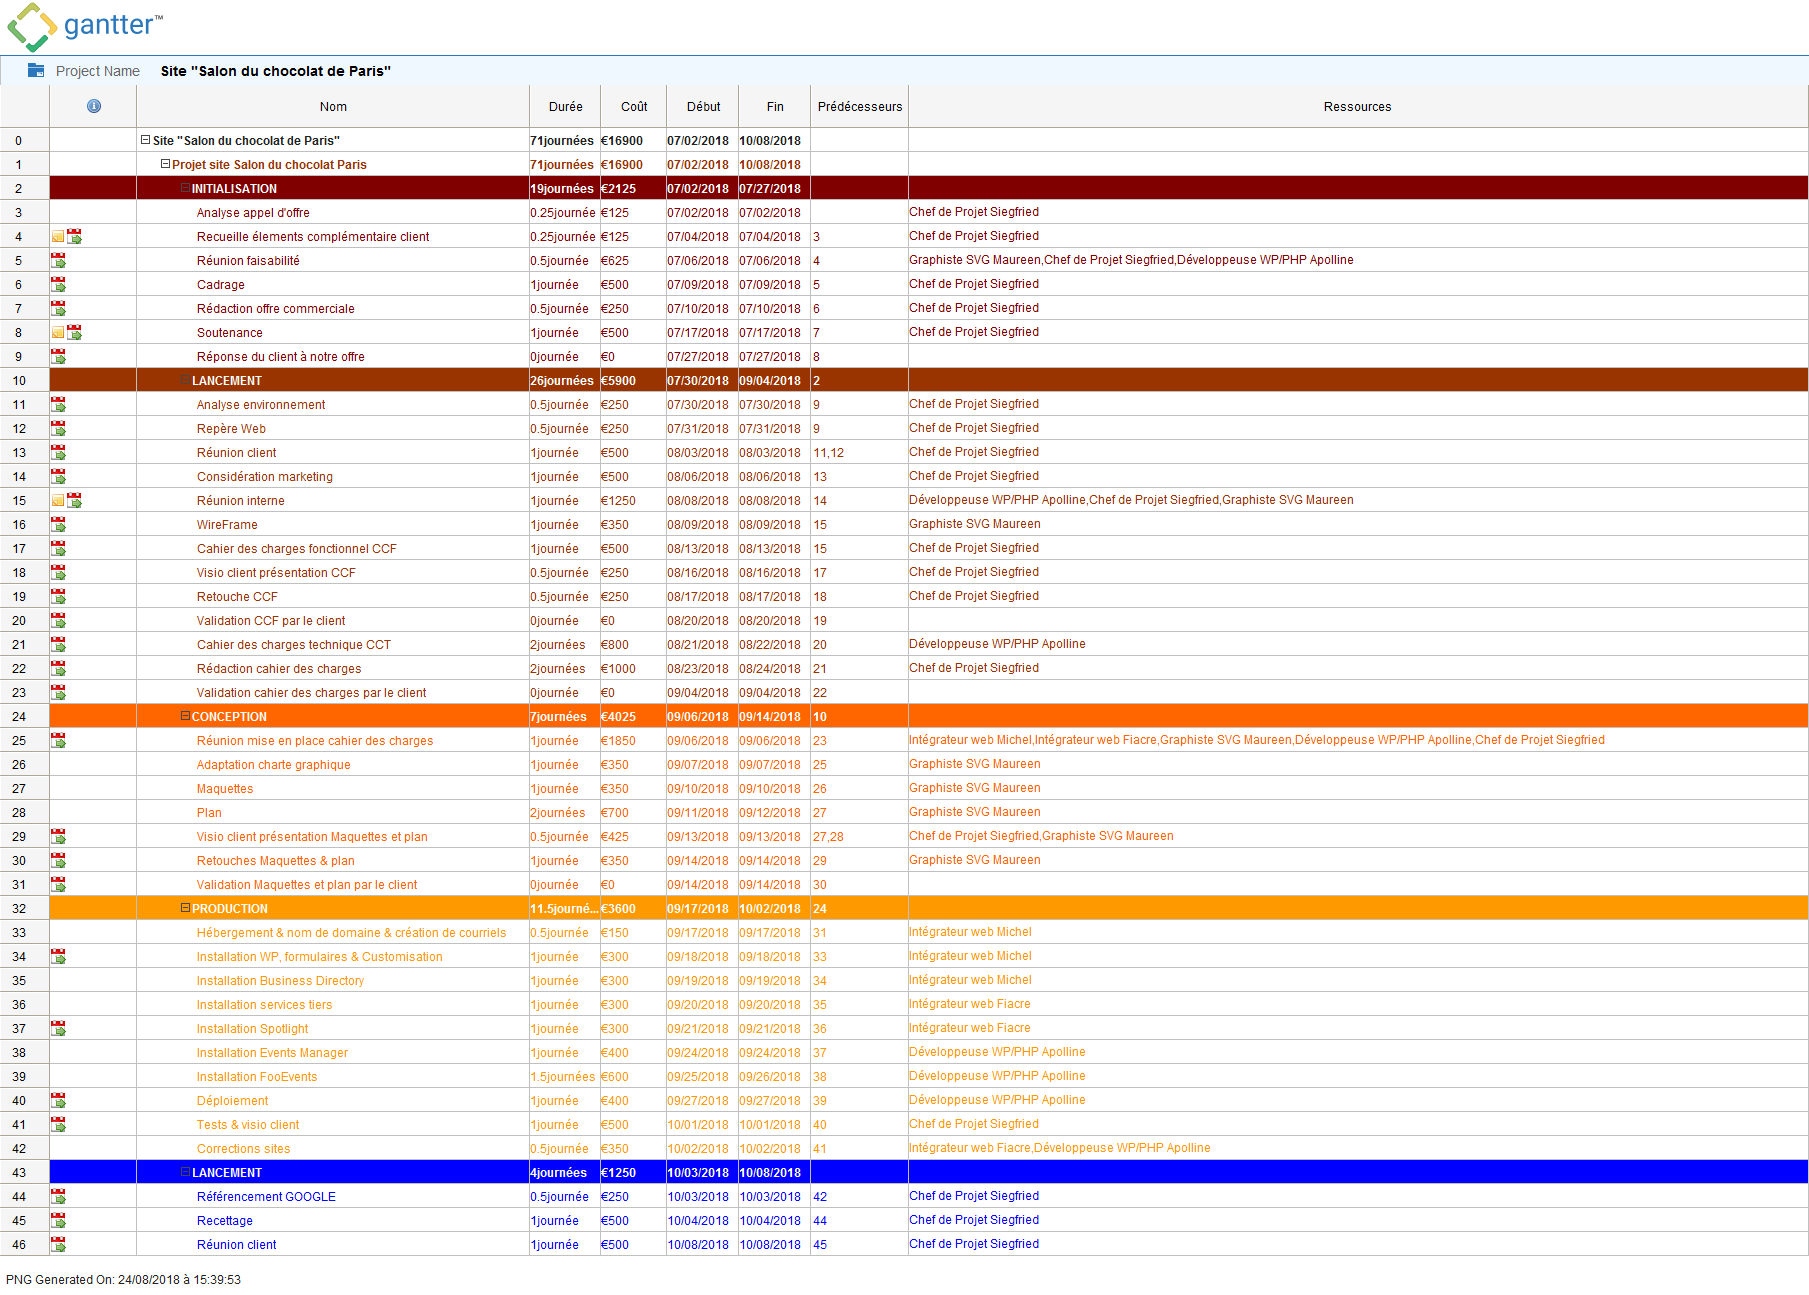 gantter™
Project Name Site "Salon du chocolat de Paris"
Nom Durée Coût Début Fin Prédécesseurs Ressources
0 Site "Salon du chocolat de Paris" 71journées €16900 07/02/2018 10/08/2018
1 Projet site Salon du chocolat Paris 71journées €16900 07/02/2018 10/08/2018
2 INITIALISATION 19journées €2125 07/02/2018 07/27/2018
3 Analyse appel d'offre 0.25journée €125 07/02/2018 07/02/2018 Chef de Projet Siegfried
4 Recueille élements complémentaire client 0.25journée €125 07/04/2018 07/04/2018 3 Chef de Projet Siegfried
5 Réunion faisabilité 0.5journée €625 07/06/2018 07/06/2018 4 Graphiste SVG Maureen,Chef de Projet Siegfried,Développeuse WP/PHP Apolline
6 Cadrage 1journée €500 07/09/2018 07/09/2018 5 Chef de Projet Siegfried
7 Rédaction offre commerciale 0.5journée €250 07/10/2018 07/10/2018 6 Chef de Projet Siegfried
8 Soutenance 1journée €500 07/17/2018 07/17/2018 7 Chef de Projet Siegfried
9 Réponse du client à notre offre 0journée €0 07/27/2018 07/27/2018 8
10 LANCEMENT 26journées €5900 07/30/2018 09/04/2018 2
11 Analyse environnement 0.5journée €250 07/30/2018 07/30/2018 9 Chef de Projet Siegfried
12 Repère Web 0.5journée €250 07/31/2018 07/31/2018 9 Chef de Projet Siegfried
13 Réunion client 1journée €500 08/03/2018 08/03/2018 11,12 Chef de Projet Siegfried
14 Considération marketing 1journée €500 08/06/2018 08/06/2018 13 Chef de Projet Siegfried
15 Réunion interne 1journée €1250 08/08/2018 08/08/2018 14 Développeuse WP/PHP Apolline,Chef de Projet Siegfried,Graphiste SVG Maureen
16 WireFrame 1journée €350 08/09/2018 08/09/2018 15 Graphiste SVG Maureen
17 Cahier des charges fonctionnel CCF 1journée €500 08/13/2018 08/13/2018 15 Chef de Projet Siegfried
18 Visio client présentation CCF 0.5journée €250 08/16/2018 08/16/2018 17 Chef de Projet Siegfried
19 Retouche CCF 0.5journée €250 08/17/2018 08/17/2018 18 Chef de Projet Siegfried
20 Validation CCF par le client 0journée €0 08/20/2018 08/20/2018 19
21 Cahier des charges technique CCT 2journées €800 08/21/2018 08/22/2018 20 Développeuse WP/PHP Apolline
22 Rédaction cahier des charges 2journées €1000 08/23/2018 08/24/2018 21 Chef de Projet Siegfried
23 Validation cahier des charges par le client 0journée €0 09/04/2018 09/04/2018 22
24 CONCEPTION 7journées €4025 09/06/2018 09/14/2018 10
25 Réunion mise en place cahier des charges 1journée €1850 09/06/2018 09/06/2018 23 Intégrateur web Michel,Intégrateur web Fiacre,Graphiste SVG Maureen,Développeuse WP/PHP Apolline,Chef de Projet Siegfried
26 Adaptation charte graphique 1journée €350 09/07/2018 09/07/2018 25 Graphiste SVG Maureen
27 Maquettes 1journée €350 09/10/2018 09/10/2018 26 Graphiste SVG Maureen
28 Plan 2journées €700 09/11/2018 09/12/2018 27 Graphiste SVG Maureen
29 Visio client présentation Maquettes et plan 0.5journée €425 09/13/2018 09/13/2018 27,28 Chef de Projet Siegfried,Graphiste SVG Maureen
30 Retouches Maquettes & plan 1journée €350 09/14/2018 09/14/2018 29 Graphiste SVG Maureen
31 Validation Maquettes et plan par le client 0journée €0 09/14/2018 09/14/2018 30
32 PRODUCTION 11.5journé... €3600 09/17/2018 10/02/2018 24
33 Hébergement & nom de domaine & création de courriels 0.5journée €150 09/17/2018 09/17/2018 31 Intégrateur web Michel
34 Installation WP, formulaires & Customisation 1journée €300 09/18/2018 09/18/2018 33 Intégrateur web Michel
35 Installation Business Directory 1journée €300 09/19/2018 09/19/2018 34 Intégrateur web Michel
36 Installation services tiers 1journée €300 09/20/2018 09/20/2018 35 Intégrateur web Fiacre
37 Installation Spotlight 1journée €300 09/21/2018 09/21/2018 36 Intégrateur web Fiacre
38 Installation Events Manager 1journée €400 09/24/2018 09/24/2018 37 Développeuse WP/PHP Apolline
39 Installation FooEvents 1.5journées €600 09/25/2018 09/26/2018 38 Développeuse WP/PHP Apolline
40 Déploiement 1journée €400 09/27/2018 09/27/2018 39 Développeuse WP/PHP Apolline
41 Tests & visio client 1journée €500 10/01/2018 10/01/2018 40 Chef de Projet Siegfried
42 Corrections sites 0.5journée €350 10/02/2018 10/02/2018 41 Intégrateur web Fiacre,Développeuse WP/PHP Apolline
43 LANCEMENT 4journées €1250 10/03/2018 10/08/2018
44 Référencement GOOGLE 0.5journée €250 10/03/2018 10/03/2018 42 Chef de Projet Siegfried
45 Recettage 1journée €500 10/04/2018 10/04/2018 44 Chef de Projet Siegfried
46 Réunion client 1journée €500 10/08/2018 10/08/2018 45 Chef de Projet Siegfried
PNG Generated On: 24/08/2018 à 15:39:53